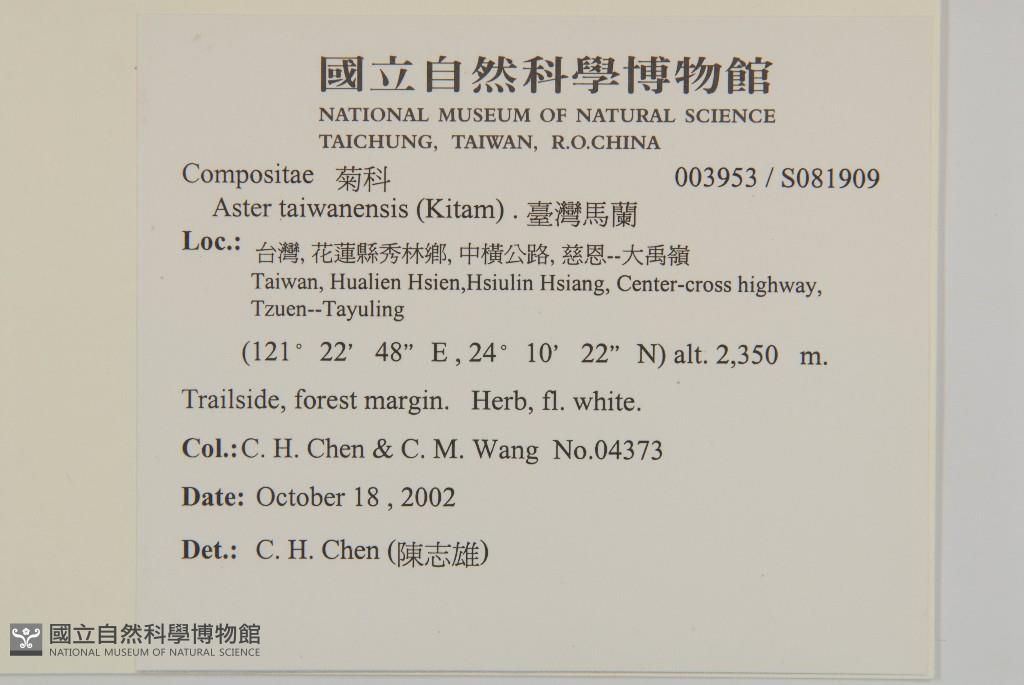 國立自然科學博物館
NATIONAL MUSEUM OF NATURAL SCIENCE
TAICHUNG, TAIWAN, R.O.CHINA
Compositae 菊科 003953 / S081909
Aster taiwanensis (Kitam) . 臺灣馬蘭
Loc.: 台灣, 花蓮縣秀林鄉, 中橫公路, 慈恩--大禹嶺
Taiwan, Hualien Hsien,Hsiulin Hsiang, Center-cross highway,
Tzuen--Tayuling
(121° 22’ 48” E , 24° 10’ 22” N) alt. 2,350 m.
Trailside, forest margin. Herb, fl. white.
Col.: C. H. Chen & C. M. Wang No.04373
Date: October 18 , 2002
Det.: C. H. Chen (陳志雄)
國立自然科學博物館
NATIONAL MUSEUM OF NATURAL SCIENCE